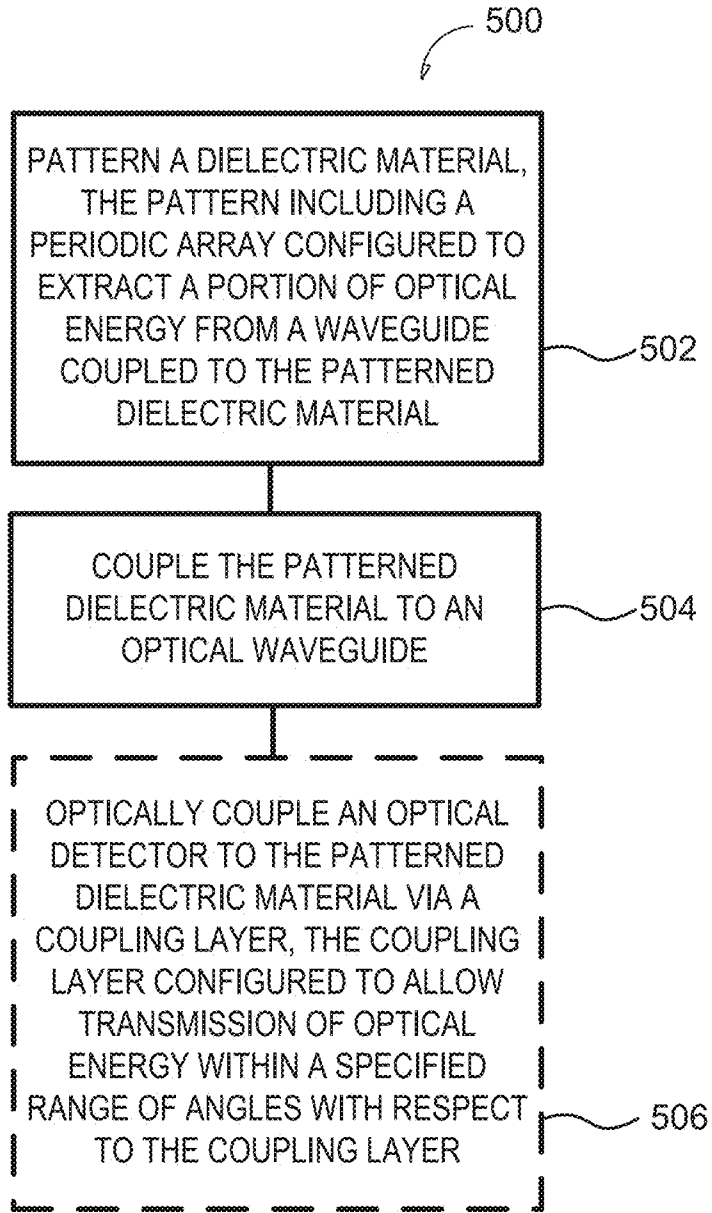 500
PATTERN A DIELECTRIC MATERIAL,
THE PATTERN INCLUDING A
PERIODIC ARRAY CONFIGURED TO
EXTRACT A PORTION OF OPTICAL
ENERGY FROM A WAVEGUIDE
COUPLED TO THE PATTERNED
DIELECTRIC MATERIAL
502
COUPLE THE PATTERNED
DIELECTRIC MATERIAL TO AN
OPTICAL WAVEGUIDE
504
OPTICALLY COUPLE AN OPTICAL
DETECTOR TO THE PATTERNED
DIELECTRIC MATERIAL VIA A
COUPLING LAYER, THE COUPLING
LAYER CONFIGURED TO ALLOW
TRANSMISSION OF OPTICAL
ENERGY WITHIN A SPECIFIED
RANGE OF ANGLES WITH RESPECT
TO THE COUPLING LAYER
506